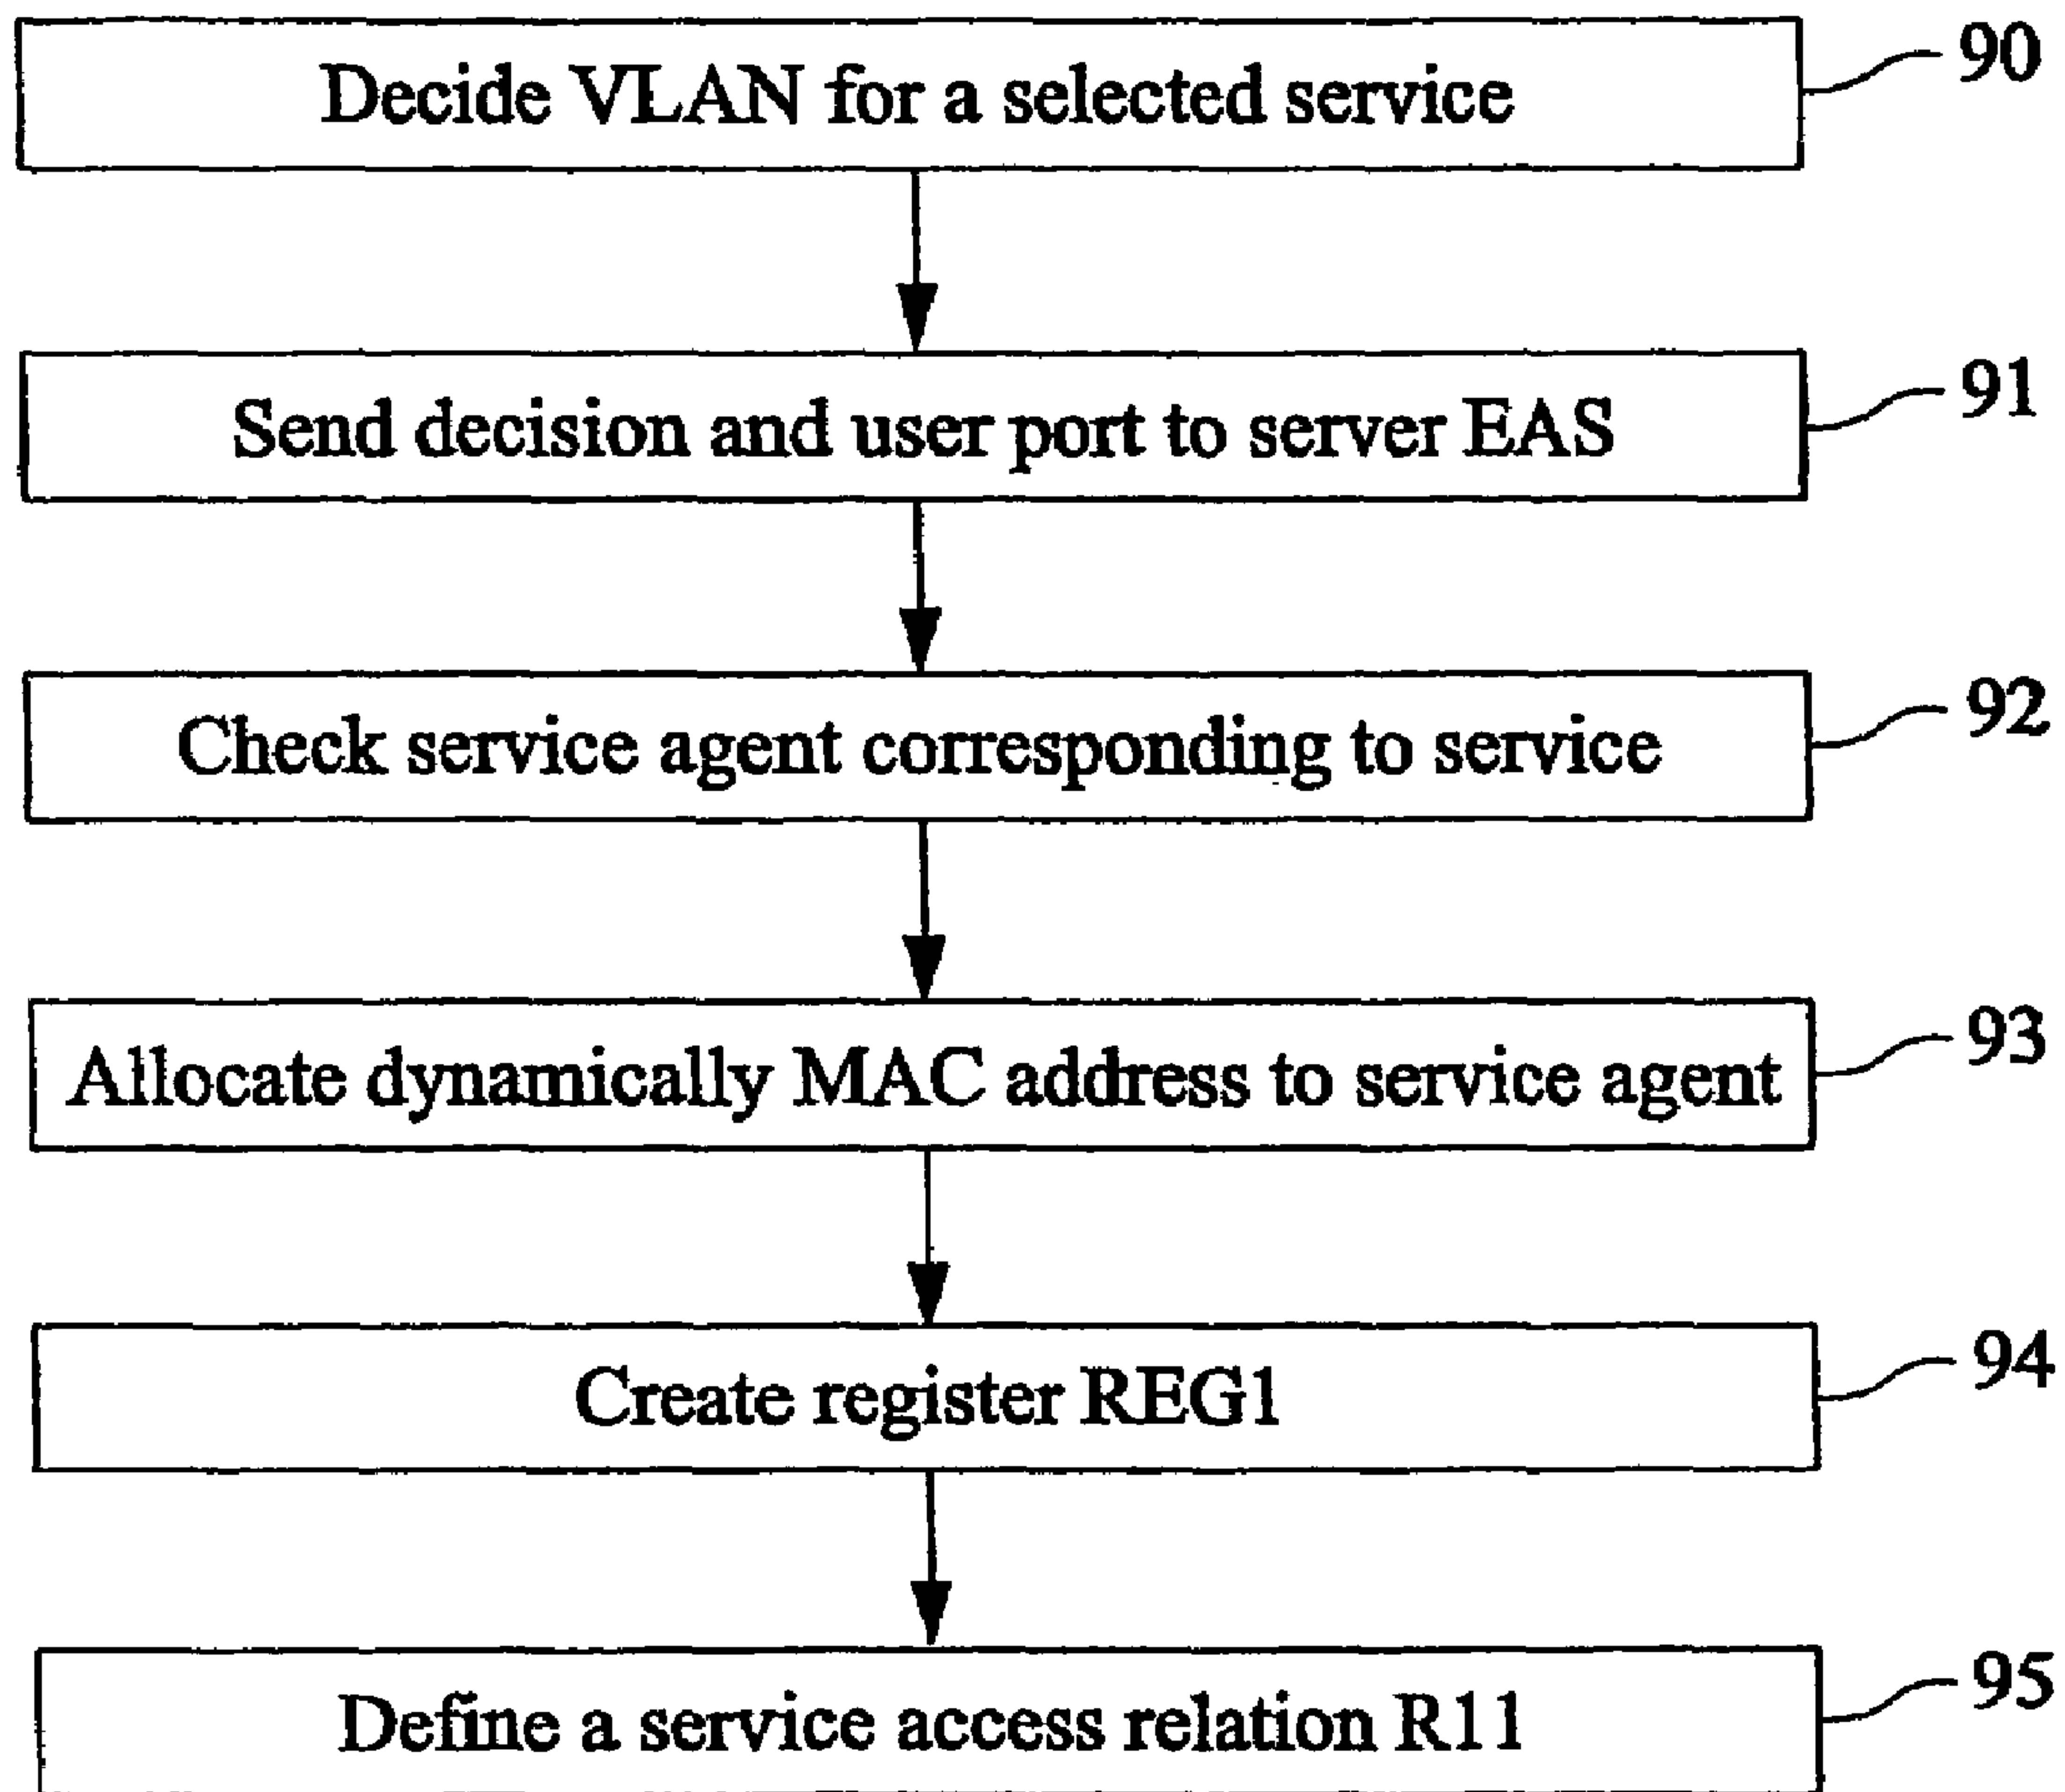 Decide VLAN for a selected service 90
Send decision and user port to server EAS 91
Check service agent corresponding to service 92
Allocate dynamically MAC address to service agent 93
Create register REG1 94
Define a service access relation R11 95